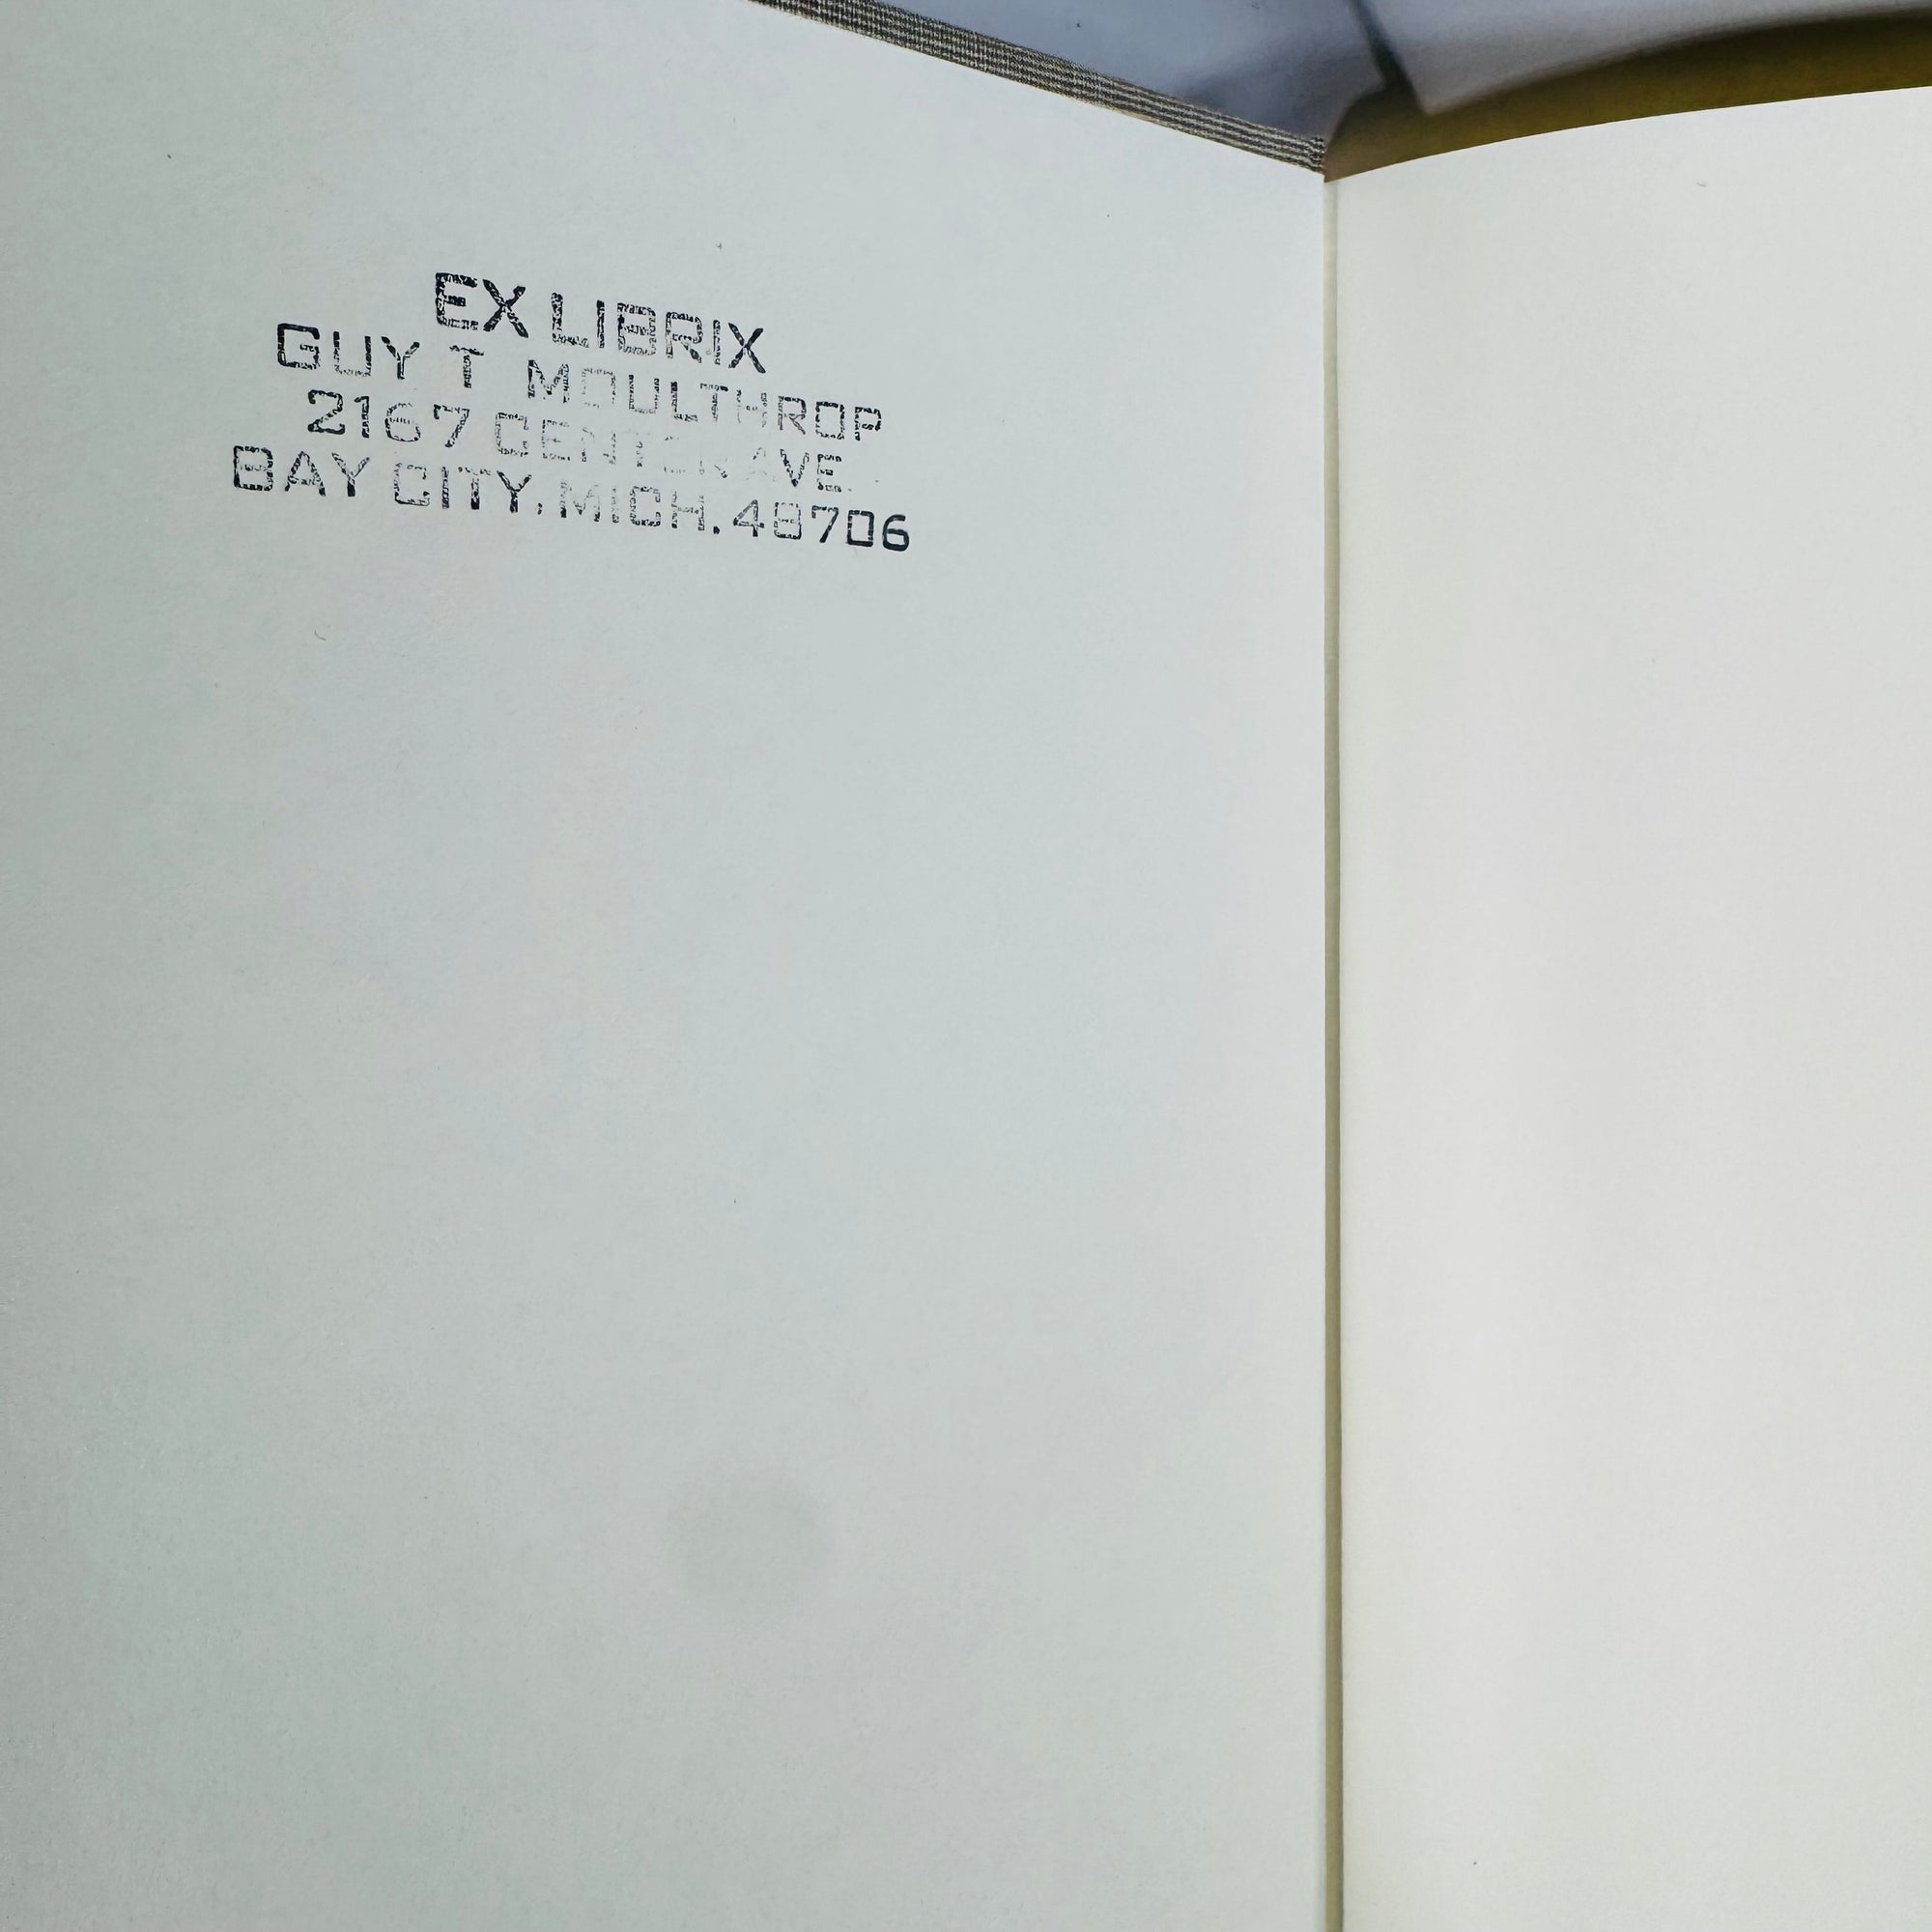 EX LIBRIX
GUY T MOULTHROP
2167 CENTER AVE.
BAY CITY, MICH. 48706